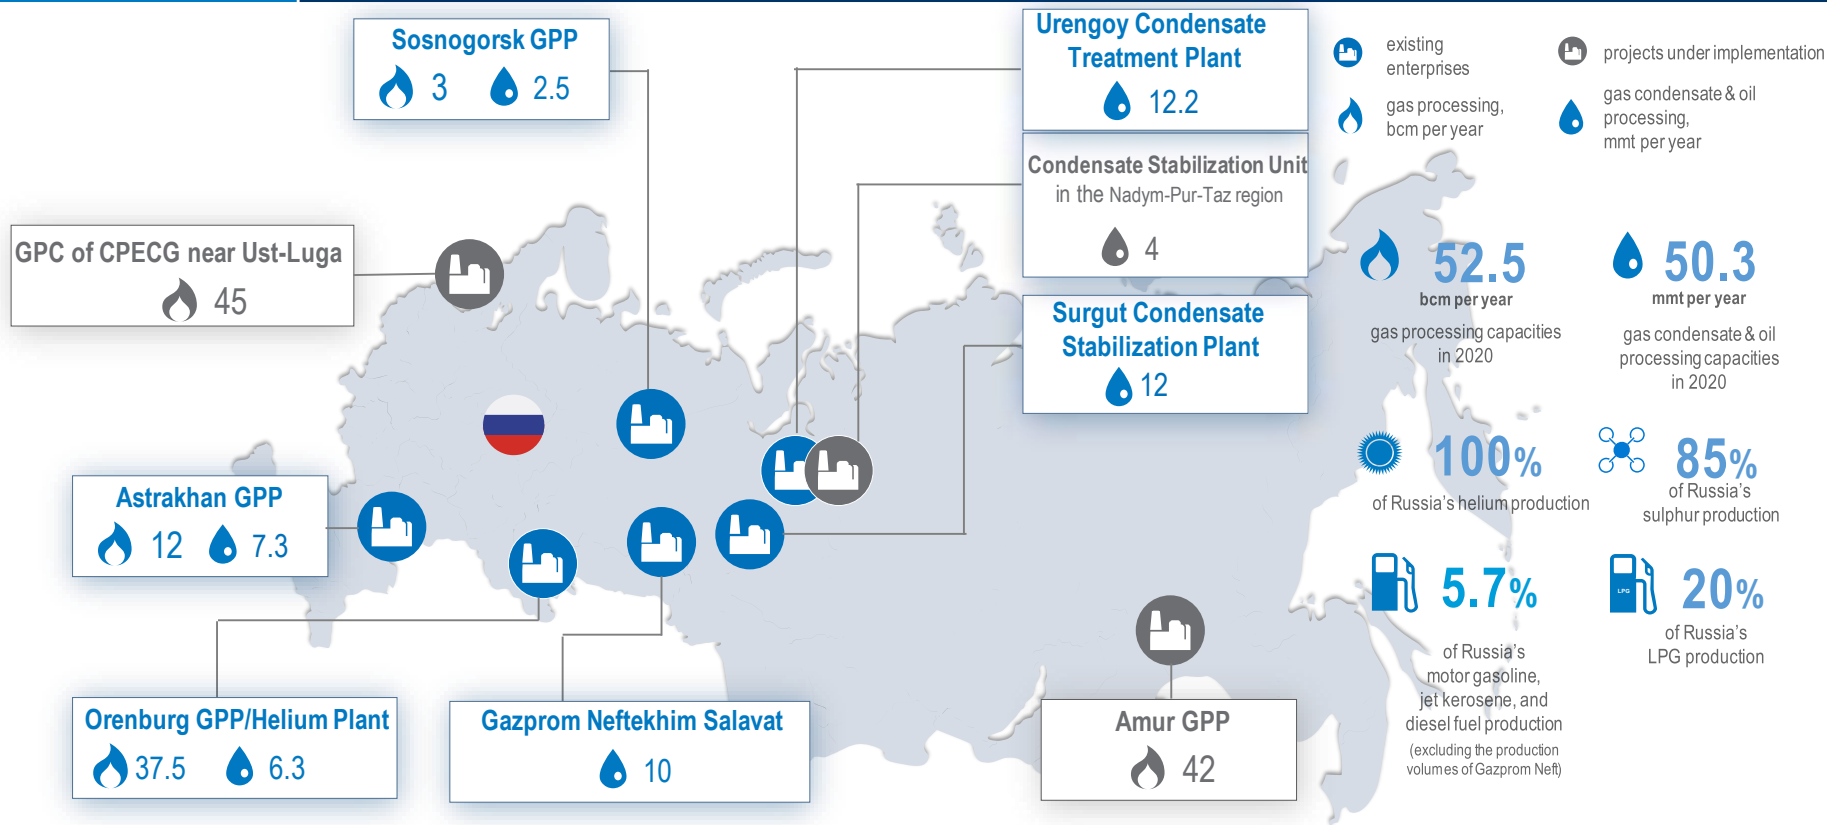 Sosnogorsk GPP
3 2.5
Urengoy Condensate
Treatment Plant
12.2
Condensate Stabilization Unit
in the Nadym-Pur-Taz region
4
Surgut Condensate
Stabilization Plant
12
GPC of CPECG near Ust-Luga
45
Astrakhan GPP
12 7.3
Orenburg GPP/Helium Plant
37.5 6.3
Gazprom Neftekhim Salavat
10
Amur GPP
42
existing
enterprises
projects under implementation
gas processing,
bcm per year
gas condensate & oil
processing,
mmt per year
52.5
bcm per year
gas processing capacities
in 2020
50.3
mmt per year
gas condensate & oil
processing capacities
in 2020
100%
of Russia's helium production
85%
of Russia's
sulphur production
5.7%
of Russia's
motor gasoline,
jet kerosene, and
diesel fuel production
(excluding the production
volumes of Gazprom Neft)
LPG
20%
of Russia's
LPG production